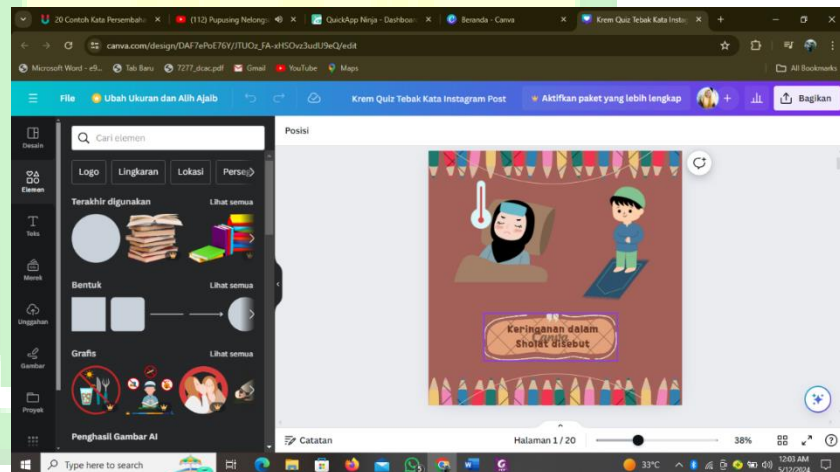 20 Contoh Kata Persembaha
(112) Pupusing Nelongso
QuickApp Ninja - Dashboar
Beranda - Canva
Krem Quiz Tebak Kata Instag
canva.com/design/DAF7ePoE76Y/JTUOz_FA-xHSOvz3udU9eQ/edit
Microsoft Word - e9...
Tab Baru
7277_dcac.pdf
Gmail
YouTube
Maps
All Bookmarks
File
Ubah Ukuran dan Alih Ajaib
Krem Quiz Tebak Kata Instagram Post
Aktifkan paket yang lebih lengkap
Bagikan
Desain
Elemen
Teks
Merek
Unggahan
Gambar
Proyek
Cari elemen
Logo
Lingkaran
Lokasi
Perseg
Terakhir digunakan
Lihat semua
Bentuk
Lihat semua
Grafis
Lihat semua
Penghasil Gambar AI
Posisi
Keringanan dalam
Sholat disebut
Canva
Catatan
Halaman 1 / 20
38%
Type here to search
33°C
12:03 AM
5/12/2024